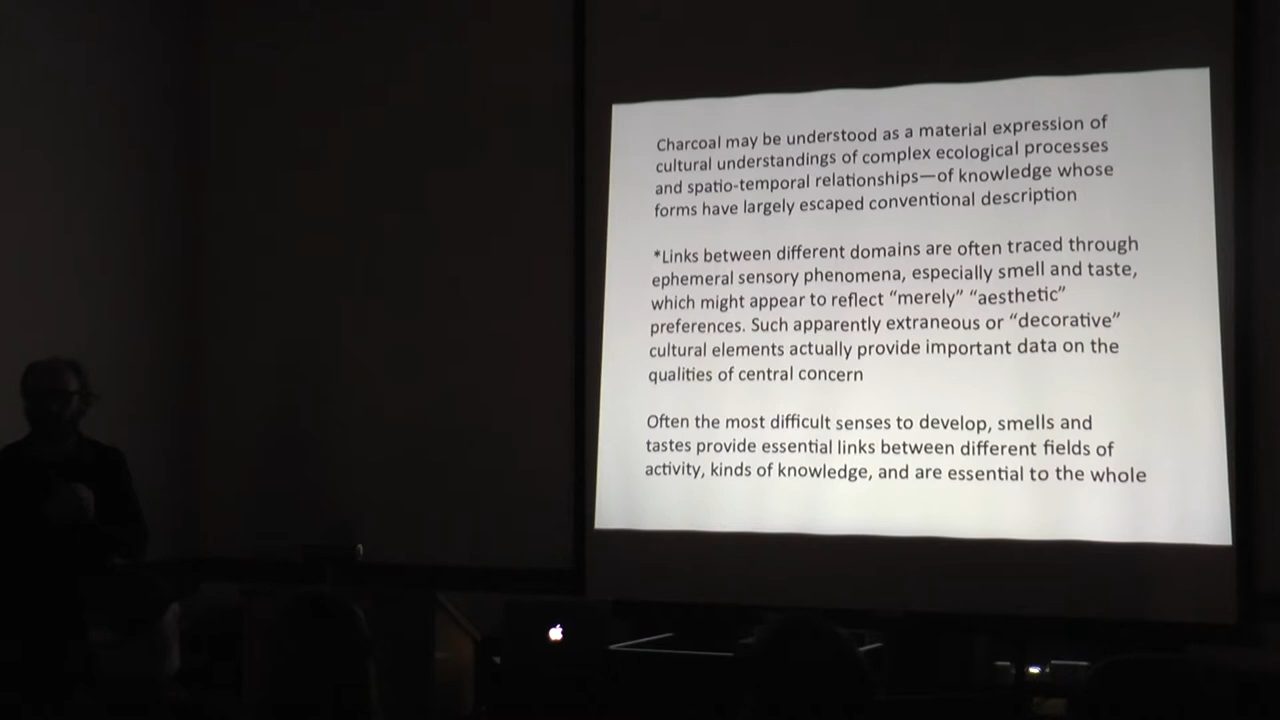 Charcoal may be understood as a material expression of
cultural understandings of complex ecological processes
and spatio-temporal relationships—of knowledge whose
forms have largely escaped conventional description
*Links between different domains are often traced through
ephemeral sensory phenomena, especially smell and taste,
which might appear to reflect “merely” “aesthetic”
preferences. Such apparently extraneous or “decorative”
cultural elements actually provide important data on the
qualities of central concern
Often the most difficult senses to develop, smells and
tastes provide essential links between different fields of
activity, kinds of knowledge, and are essential to the whole